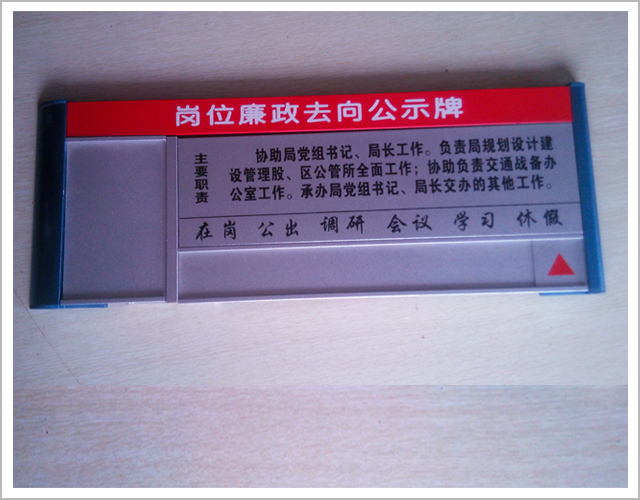 岗位廉政去向公示牌
主要职责
协助局党组书记、局长工作。负责局规划设计建
设管理股、区公管所全面工作；协助负责交通战备办
公室工作。承办局党组书记、局长交办的其他工作。
在岗 公出 调研 会议 学习 休假